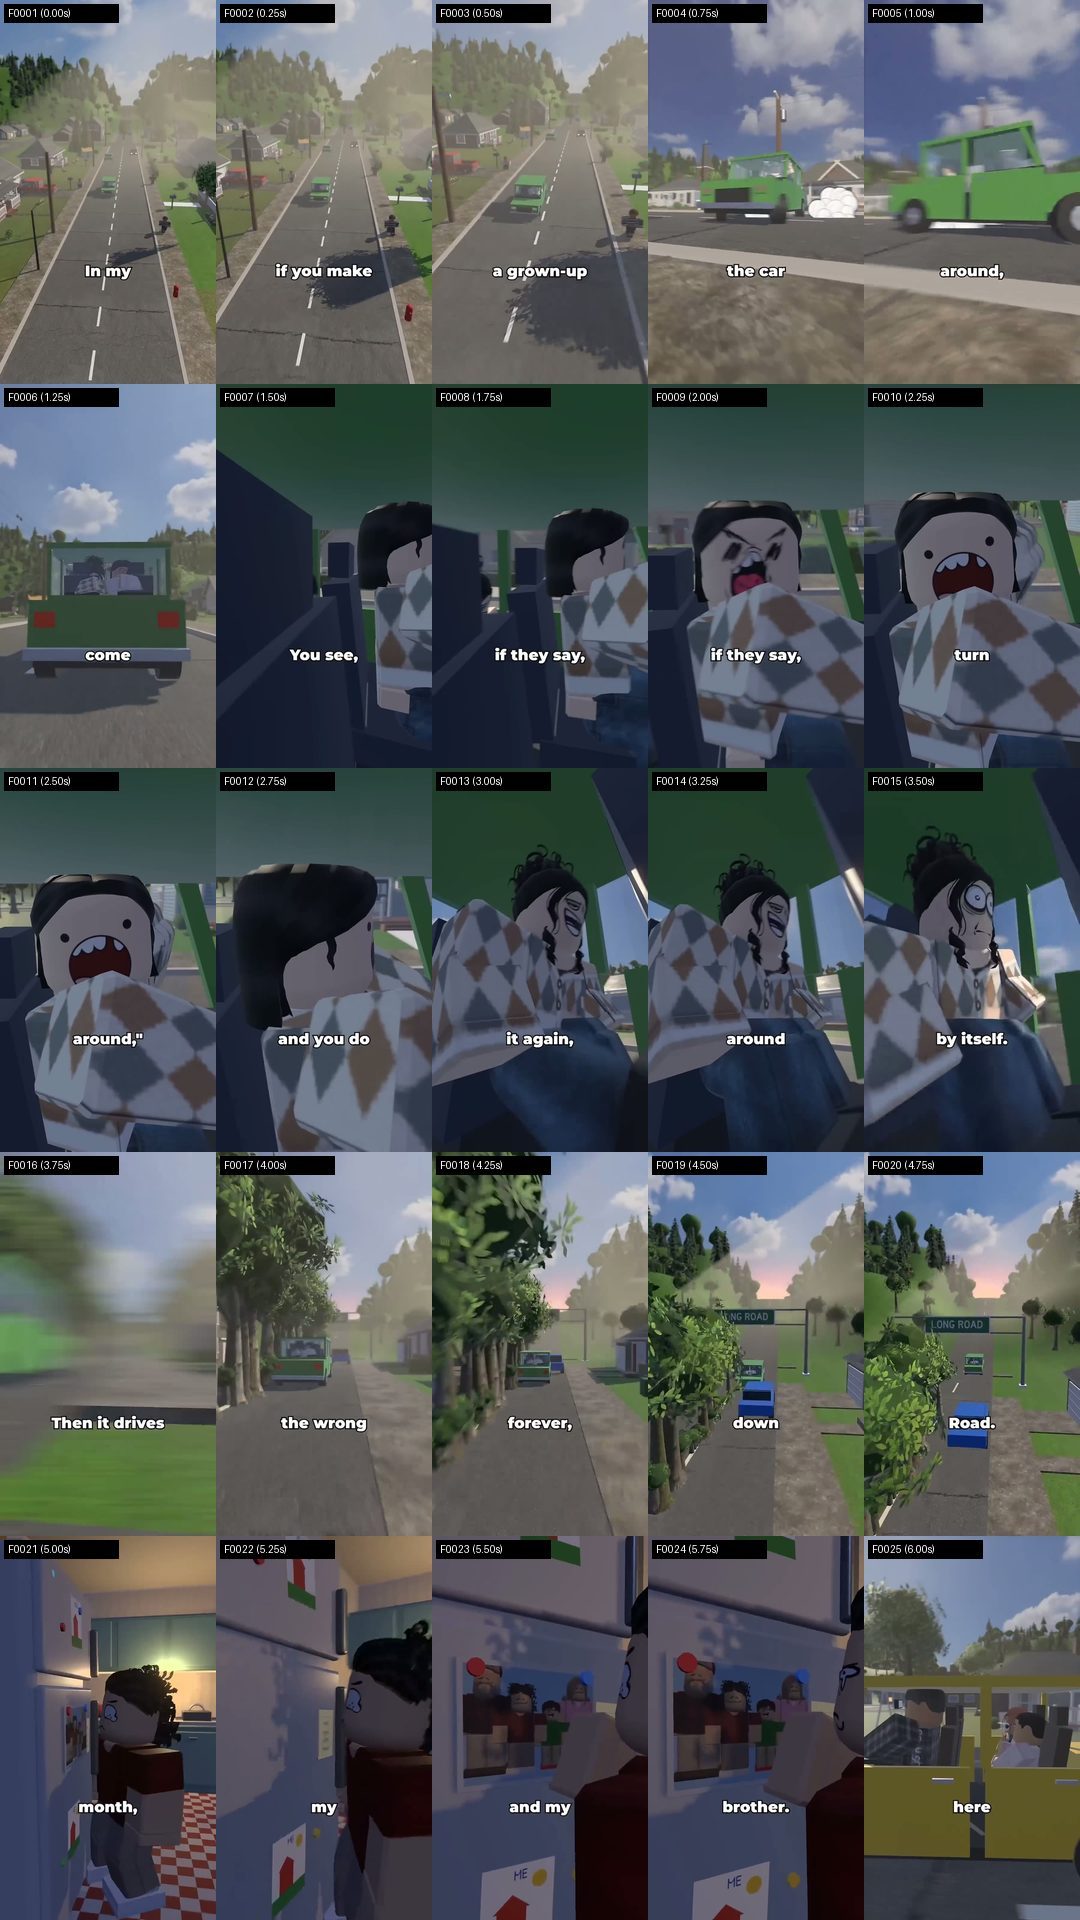 F0001 (0.00s)
In my
F0002 (0.25s)
if you make
F0003 (0.50s)
a grown-up
F0004 (0.75s)
the car
F0005 (1.00s)
around,
F0006 (1.25s)
come
F0007 (1.50s)
You see,
F0008 (1.75s)
if they say,
F0009 (2.00s)
if they say,
F0010 (2.25s)
turn
F0011 (2.50s)
around,"
F0012 (2.75s)
and you do
F0013 (3.00s)
it again,
F0014 (3.25s)
around
F0015 (3.50s)
by itself.
F0016 (3.75s)
Then it drives
F0017 (4.00s)
the wrong
F0018 (4.25s)
forever,
F0019 (4.50s)
NG ROAD
down
F0020 (4.75s)
LONG ROAD
Road.
F0021 (5.00s)
month,
F0022 (5.25s)
my
F0023 (5.50s)
and my
ME
F0024 (5.75s)
brother.
ME
F0025 (6.00s)
here